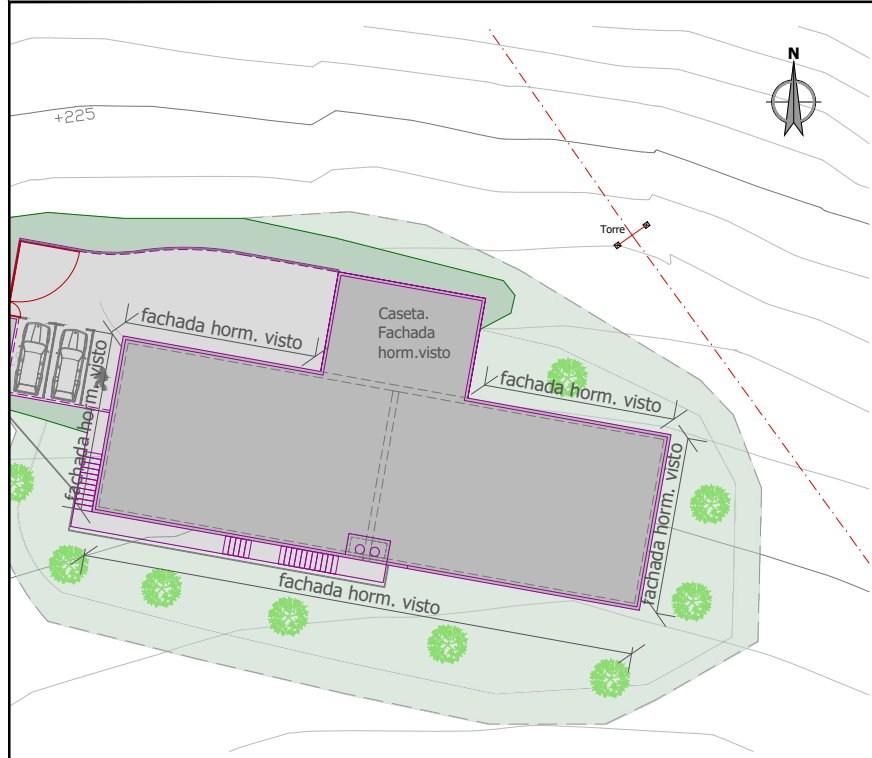 N
+225
Torre
fachada horm. visto
Caseta.
Fachada
horm.visto
fachada horm. visto
fachada horm. visto
fachada horm. visto
fachada horm. visto